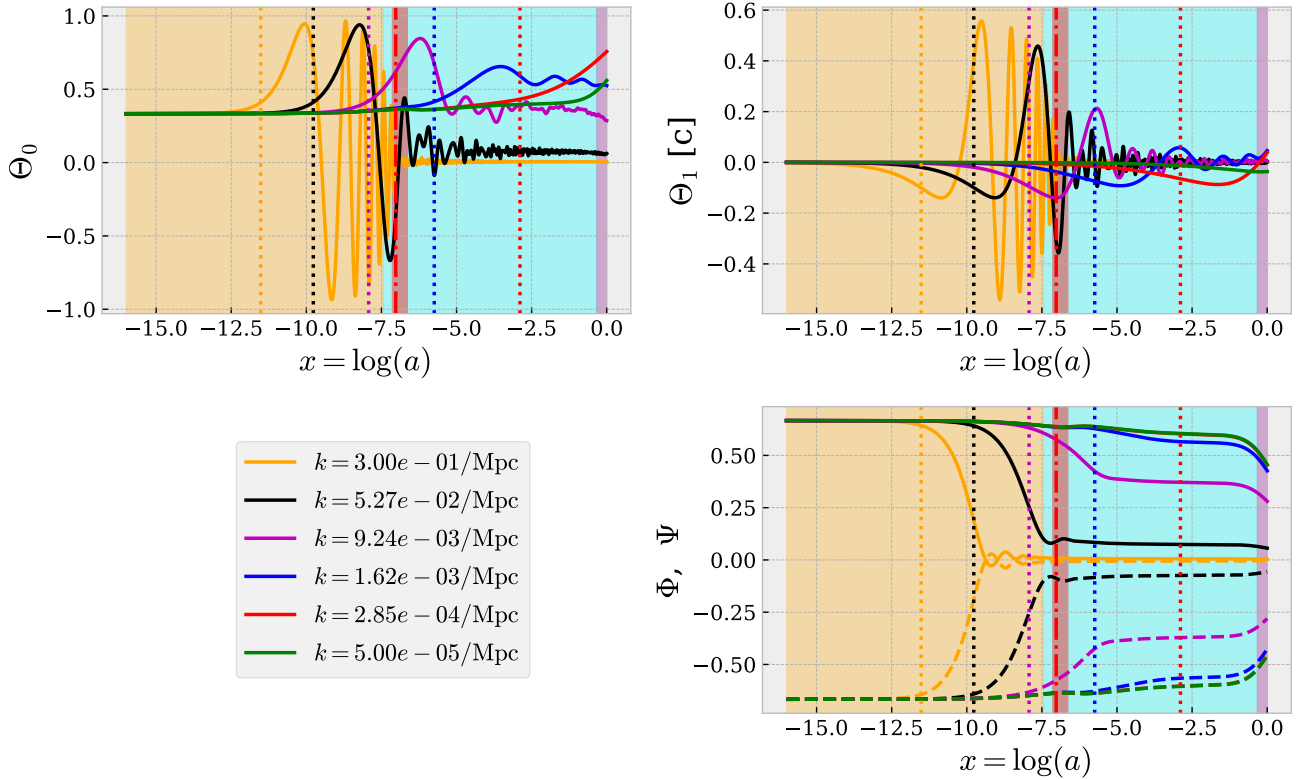 1.0
0.5
0.0
−0.5
−1.0
Θ₀
−15.0 −12.5 −10.0 −7.5 −5.0 −2.5 0.0
x = log(a)
0.6
0.4
0.2
0.0
−0.2
−0.4
Θ₁ [c]
−15.0 −12.5 −10.0 −7.5 −5.0 −2.5 0.0
x = log(a)
k = 3.00e − 01/Mpc
k = 5.27e − 02/Mpc
k = 9.24e − 03/Mpc
k = 1.62e − 03/Mpc
k = 2.85e − 04/Mpc
k = 5.00e − 05/Mpc
0.50
0.25
0.00
−0.25
−0.50
Φ, Ψ
−15.0 −12.5 −10.0 −7.5 −5.0 −2.5 0.0
x = log(a)